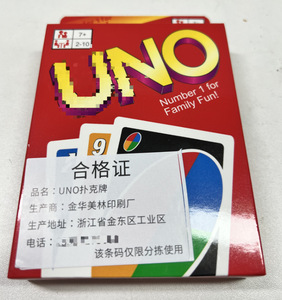 7+
2-10
UNO
Number 1 for
Family Fun!
9
合格证
品名：UNO扑克牌
生产商：金华美林印刷厂
生产地址：浙江省金东区工业区
电话：
该条码仅限分拣使用